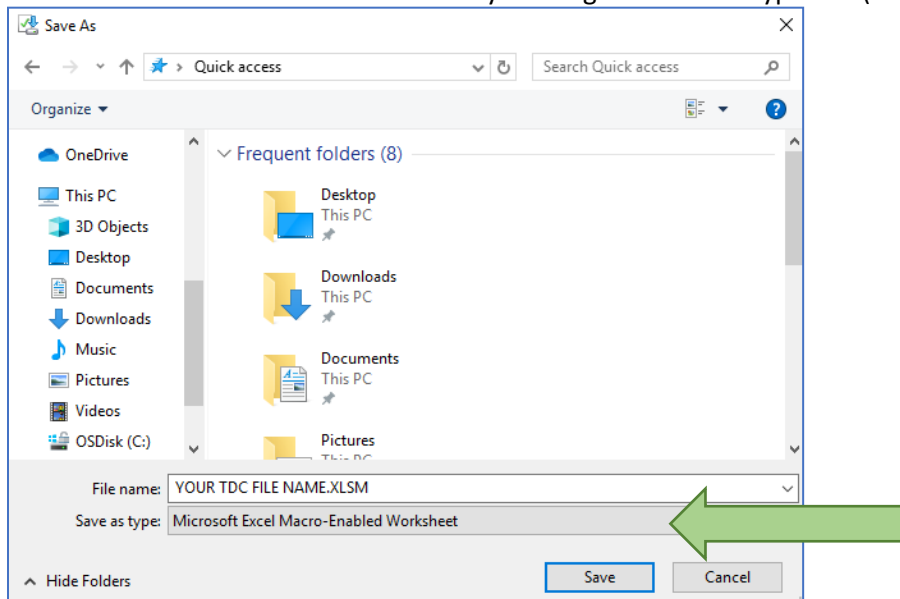 Save As
Quick access
Search Quick access
Organize
OneDrive
This PC
3D Objects
Desktop
Documents
Downloads
Music
Pictures
Videos
OSDisk (C:)
Frequent folders (8)
Desktop
This PC
Downloads
This PC
Documents
This PC
Pictures
This PC
File name: YOUR TDC FILE NAME.XLSM
Save as type: Microsoft Excel Macro-Enabled Worksheet
Hide Folders
Save
Cancel